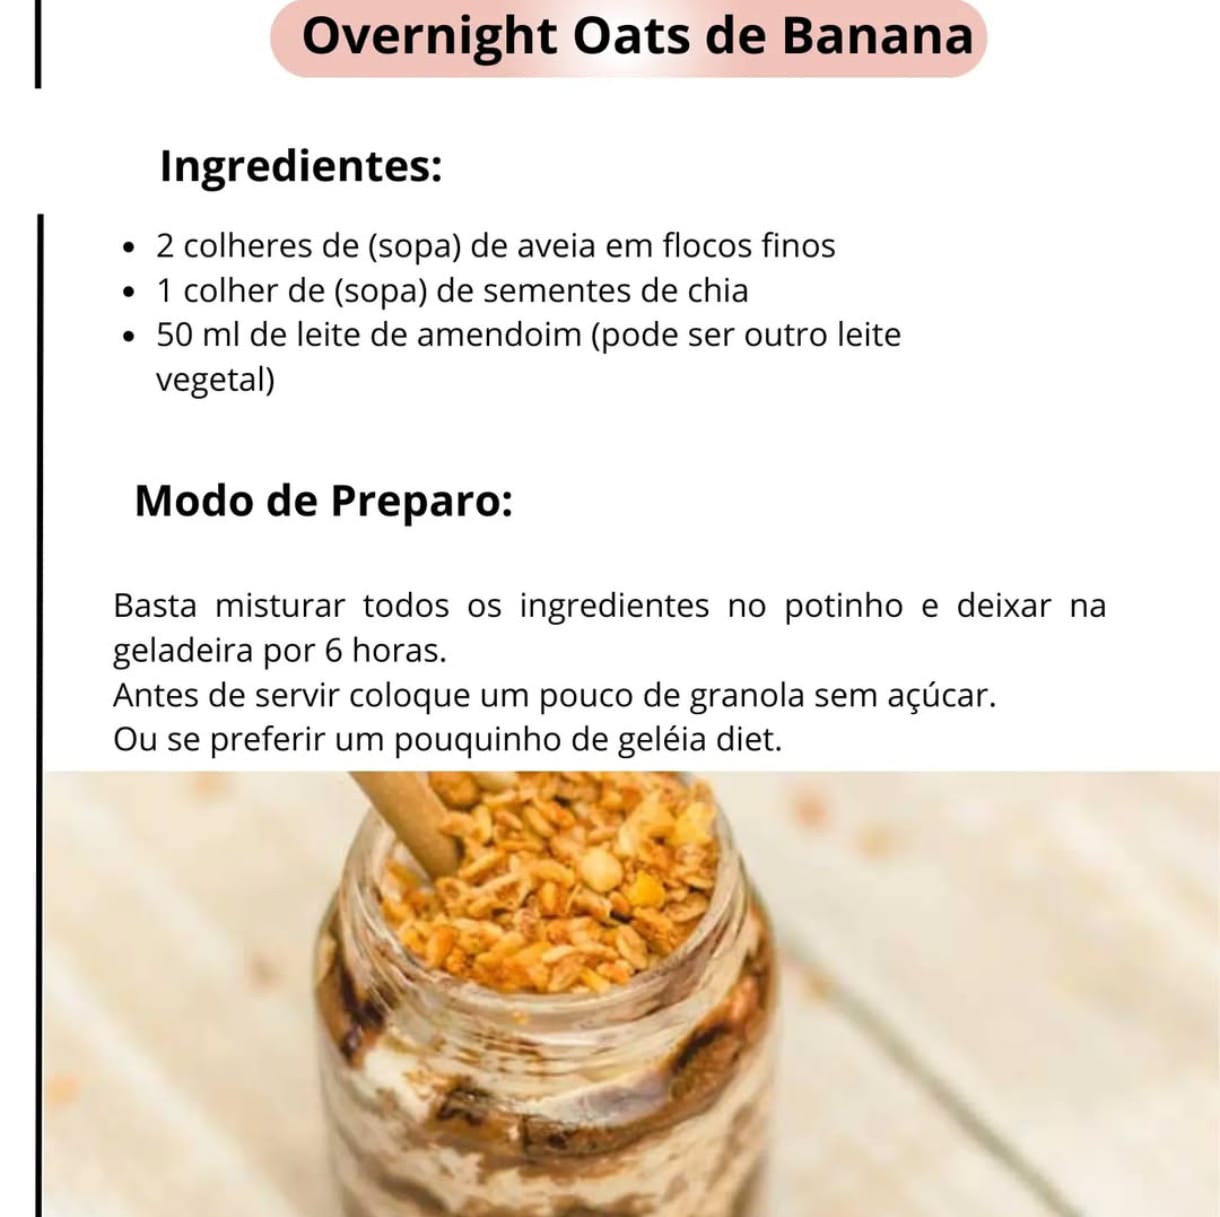 Overnight Oats de Banana
Ingredientes:
• 2 colheres de (sopa) de aveia em flocos finos
• 1 colher de (sopa) de sementes de chia
• 50 ml de leite de amendoim (pode ser outro leite
vegetal)
Modo de Preparo:
Basta misturar todos os ingredientes no potinho e deixar na
geladeira por 6 horas.
Antes de servir coloque um pouco de granola sem açúcar.
Ou se preferir um pouquinho de geléia diet.